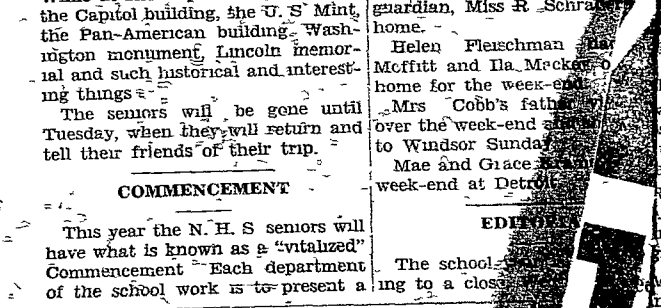 the Capitol building, the U. S Mint,
the Pan-American building, Wash-
ington monument, Lincoln memor-
ial and such historical and interest-
ing things
The seniors will be gone until
Tuesday, when they will return and
tell their friends of their trip.
COMMENCEMENT
This year the N. H. S seniors will
have what is known as a "vitalized"
Commencement Each department
of the school work is to present a
guardian, Miss R
home.
Helen Fleischman
Moffitt and Ila
home for the week-end
Mrs Cobb's father
over the week-end
to Windsor Sunday
Mae and Grace
week-end at Detroit
The school
ing to a close